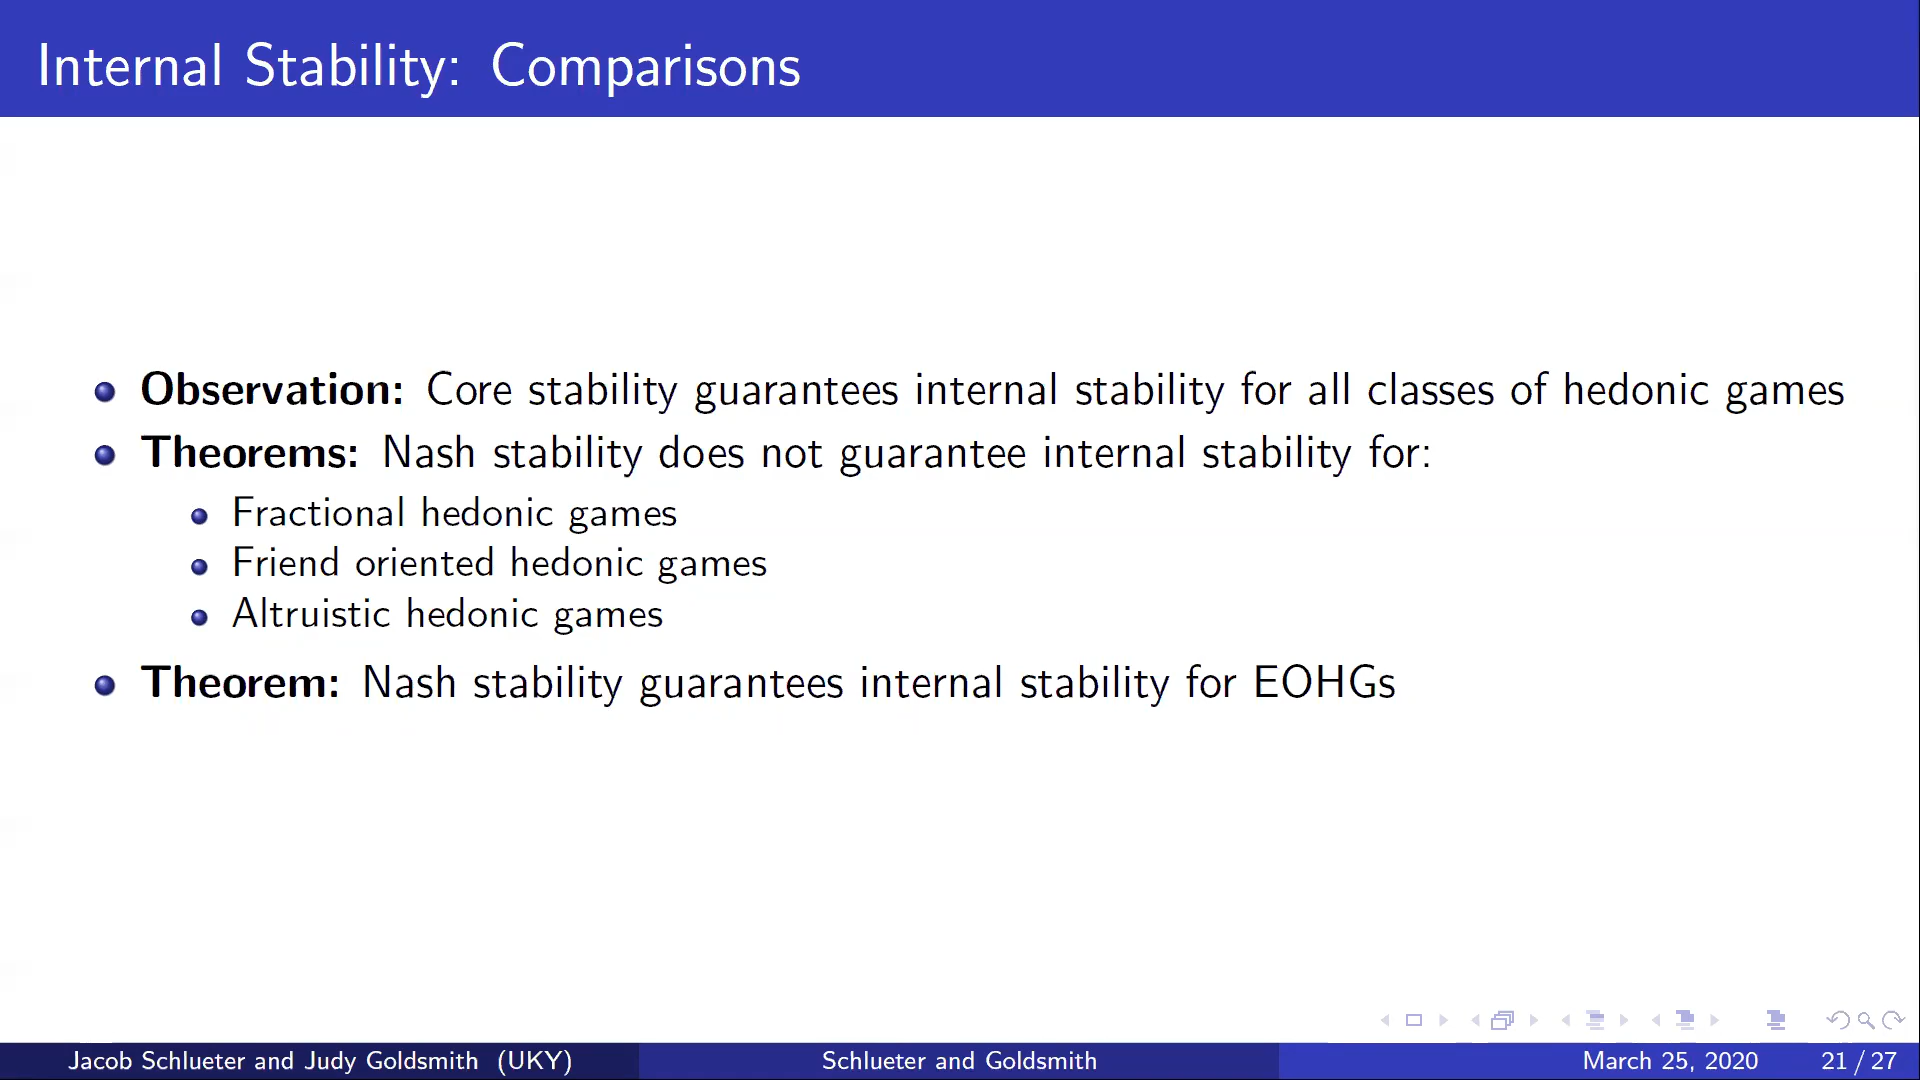 Internal Stability: Comparisons
Observation: Core stability guarantees internal stability for all classes of hedonic games
Theorems: Nash stability does not guarantee internal stability for:
Fractional hedonic games
Friend oriented hedonic games
Altruistic hedonic games
Theorem: Nash stability guarantees internal stability for EOHGs
Jacob Schlueter and Judy Goldsmith (UKY)
Schlueter and Goldsmith
March 25, 2020
21 / 27